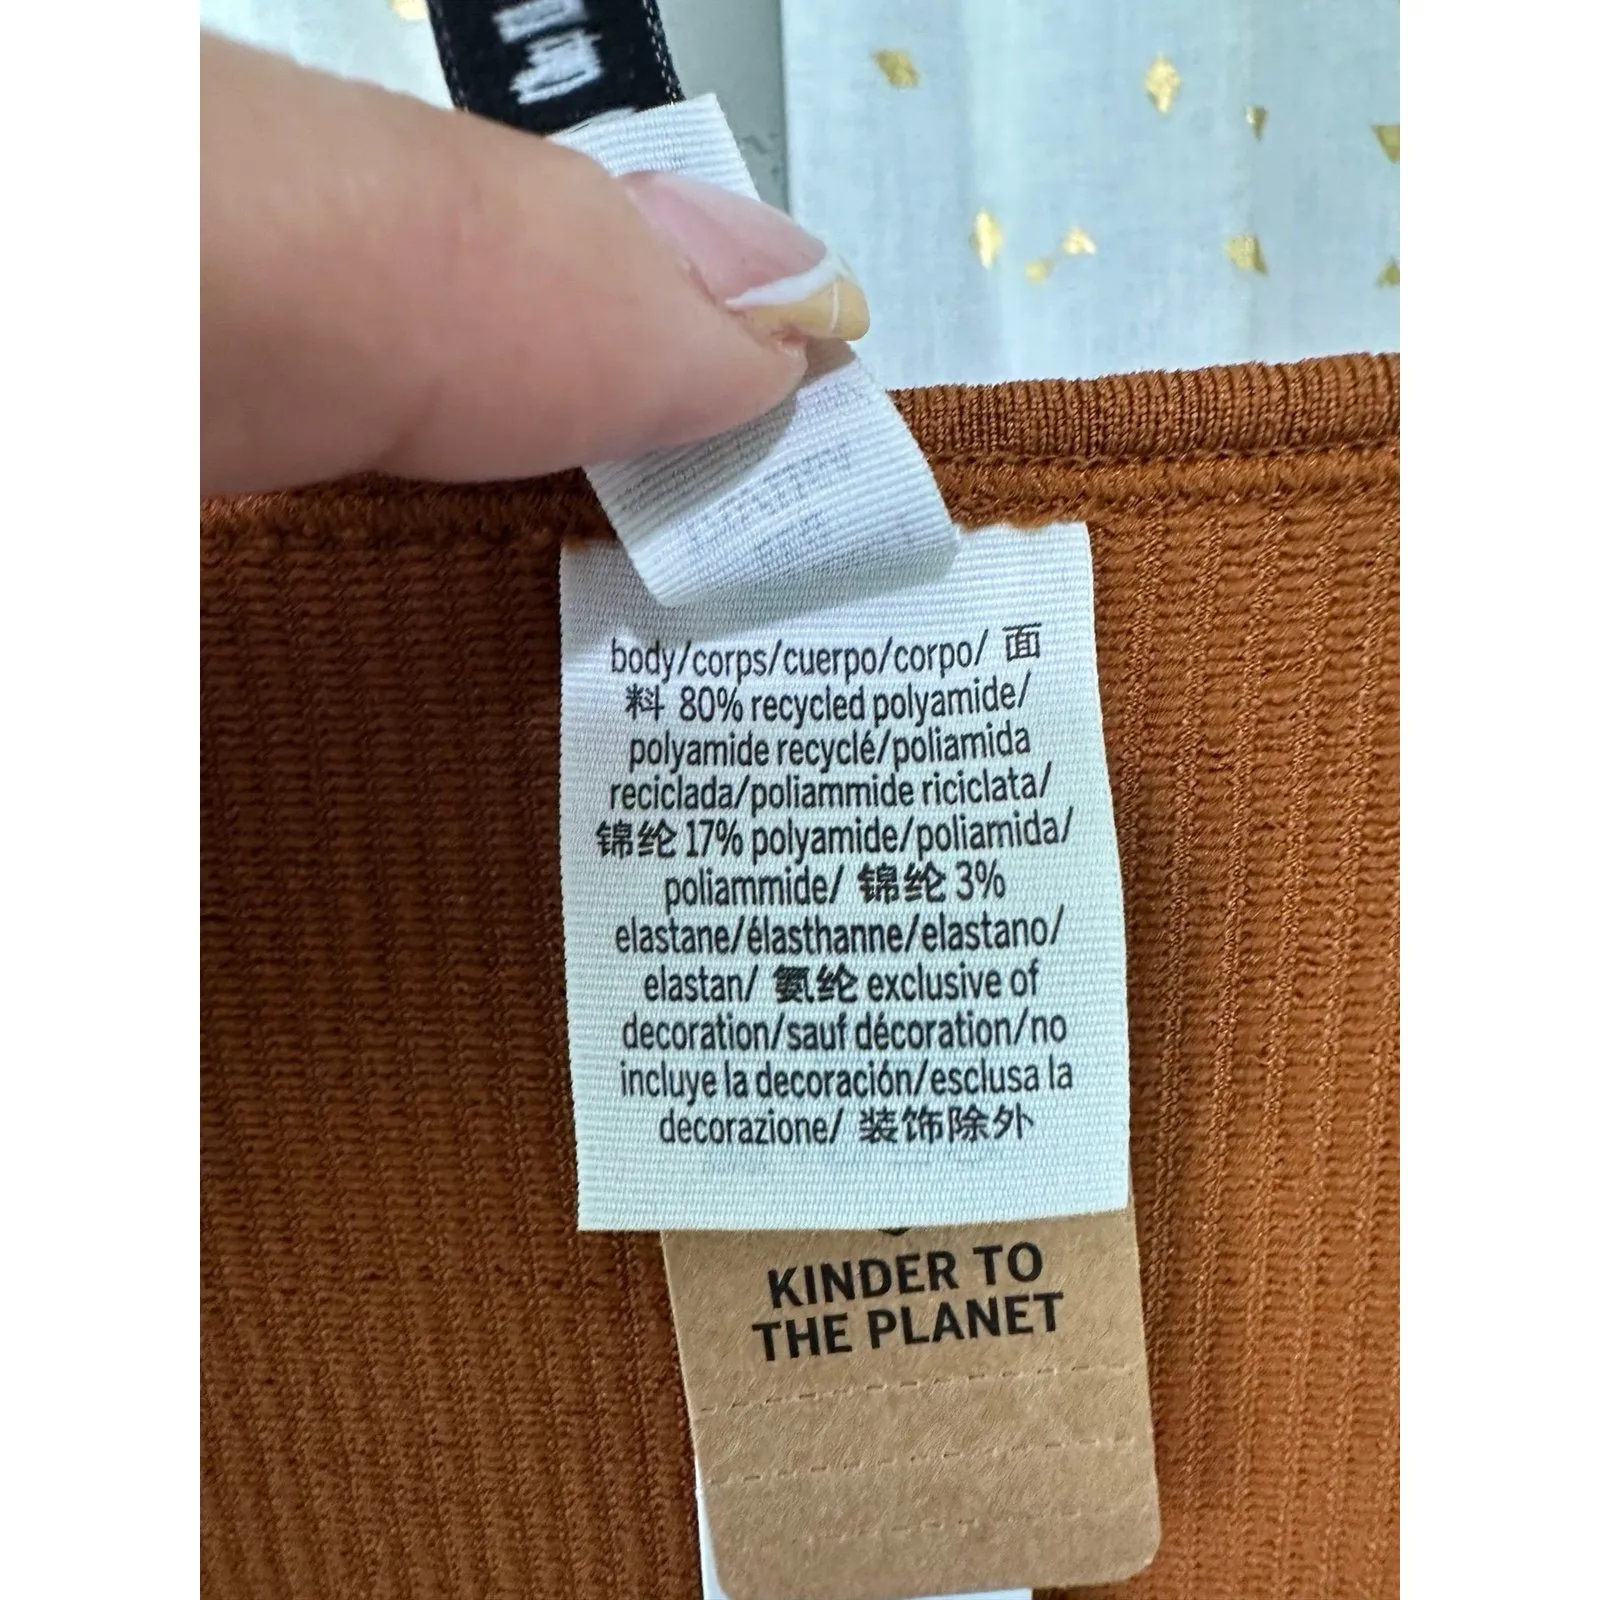 body/corps/cuerpo/corpo/ 面
料 80% recycled polyamide/
polyamide recyclé/poliamida
reciclada/poliammide riciclata/
锦纶 17% polyamide/poliamida/
poliammide/ 锦纶 3%
elastane/élasthanne/elastano/
elastan/ 氨纶 exclusive of
decoration/sauf décoration/no
incluye la decoración/esclusa la
decorazione/ 装饰除外
KINDER TO
THE PLANET